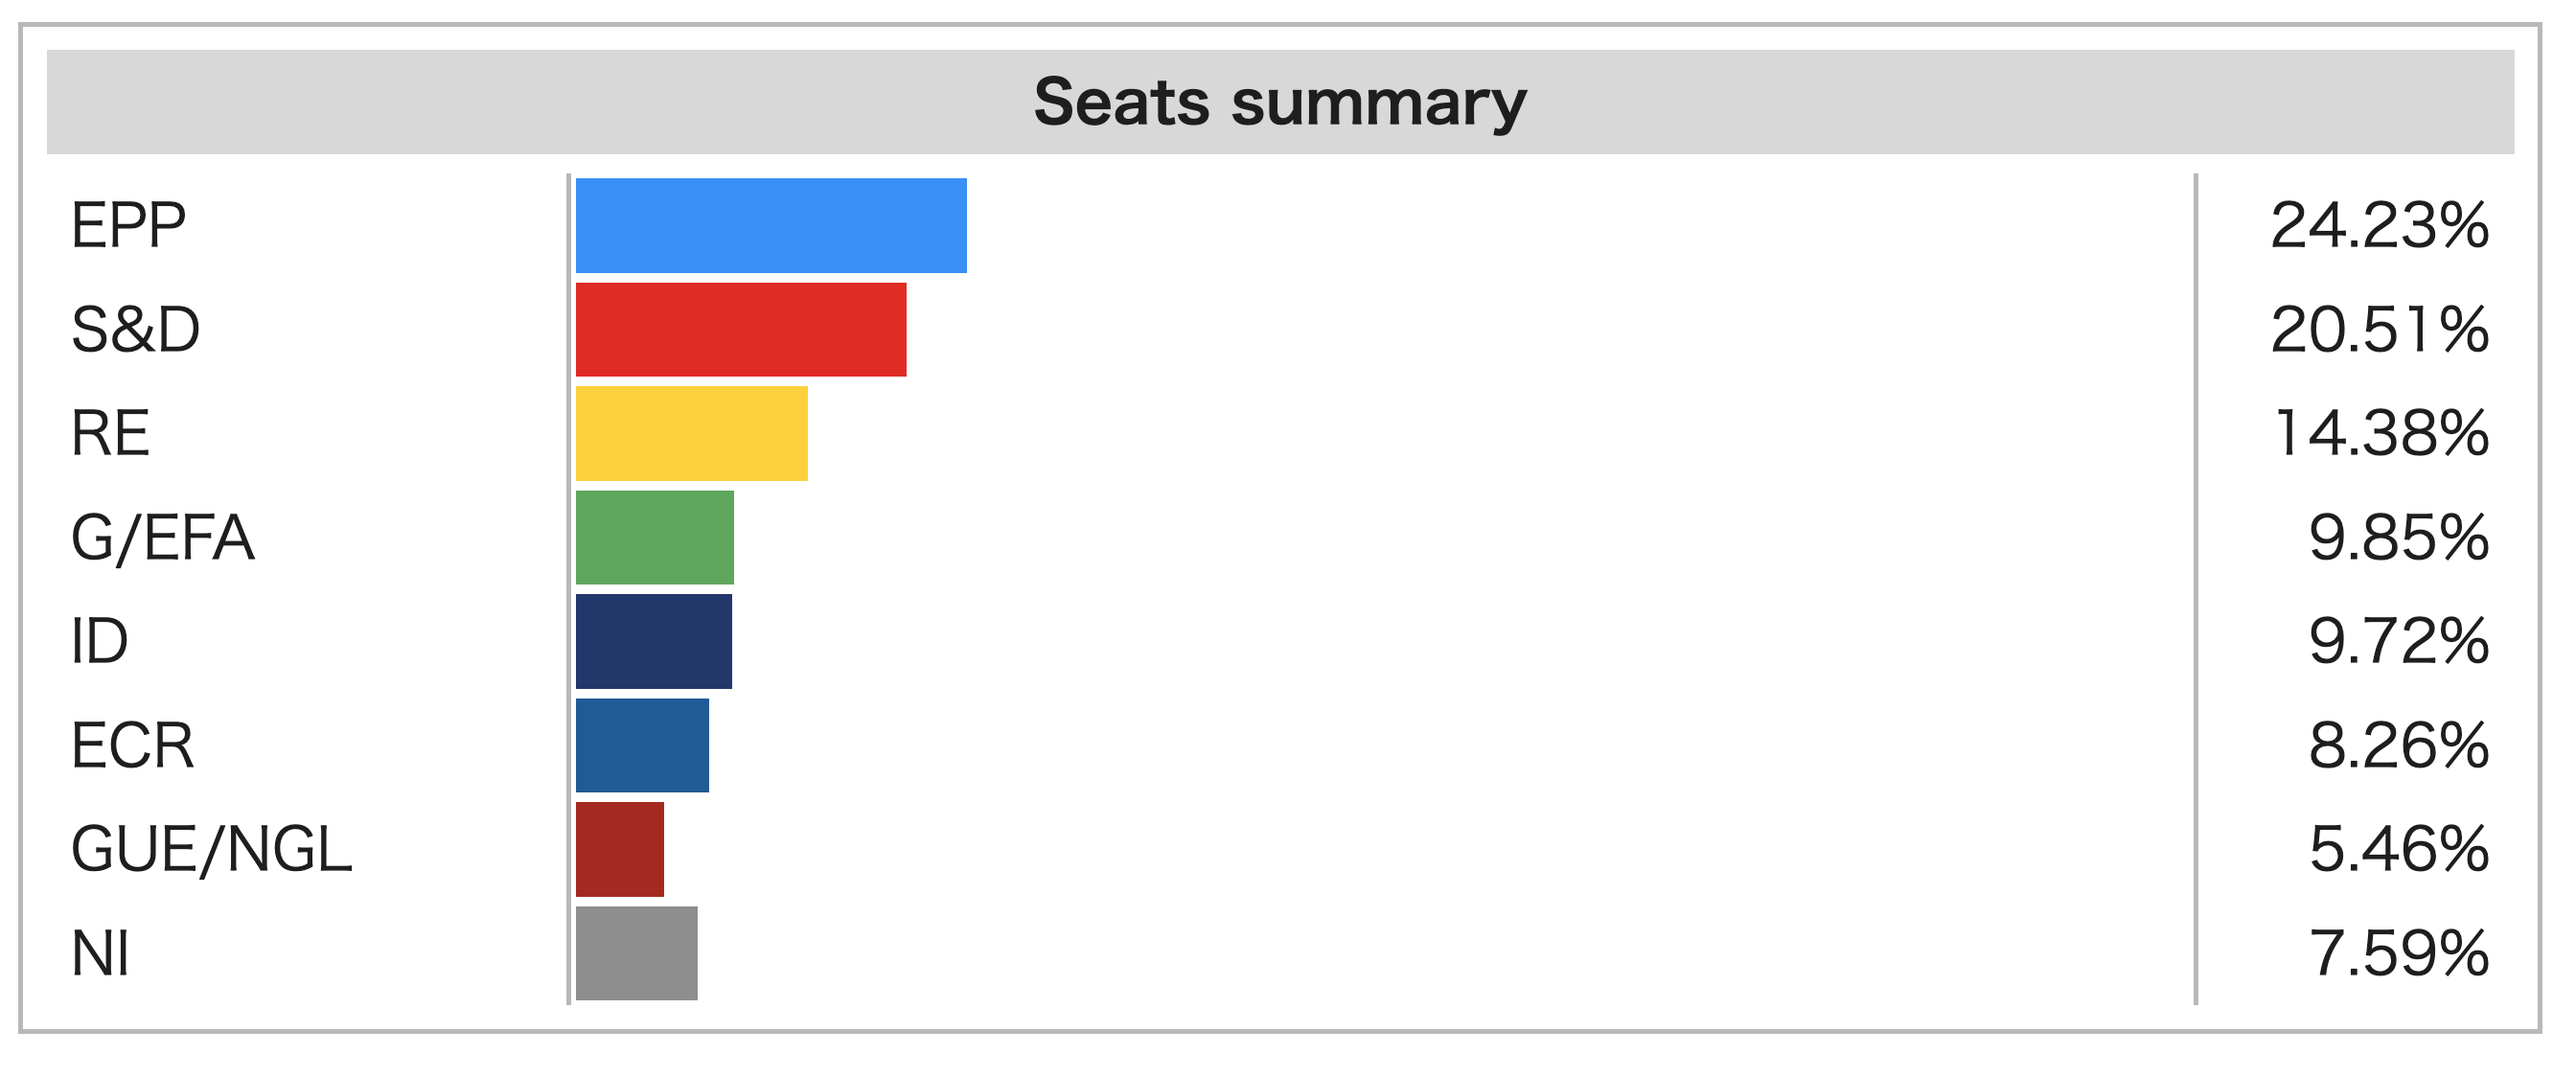 Seats summary
EPP 24.23%
S&D 20.51%
RE 14.38%
G/EFA 9.85%
ID 9.72%
ECR 8.26%
GUE/NGL 5.46%
NI 7.59%